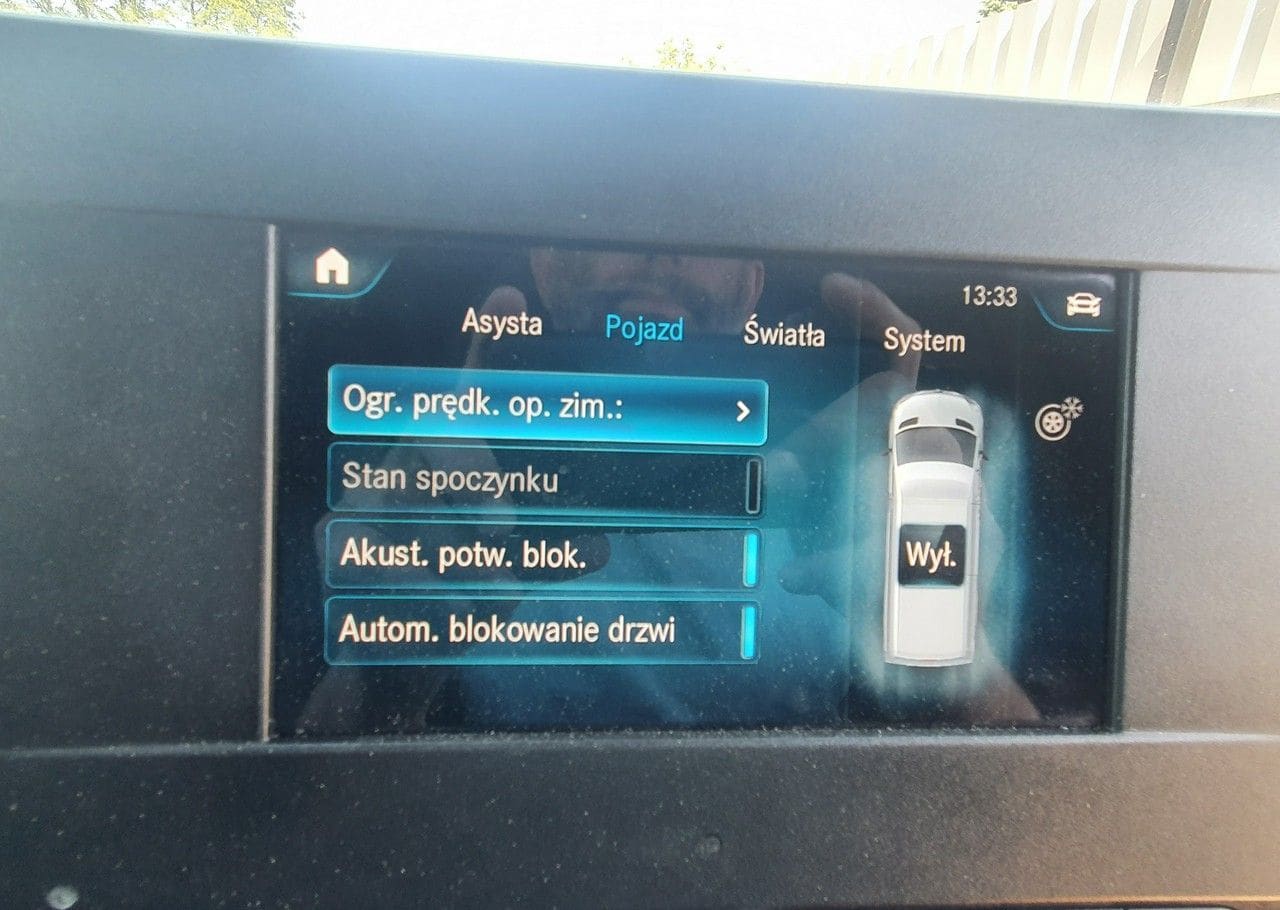 13:33
Asysta Pojazd Światła System
Ogr. prędk. op. zim.:
Stan spoczynku
Akust. potw. blok.
Wył.
Autom. blokowanie drzwi